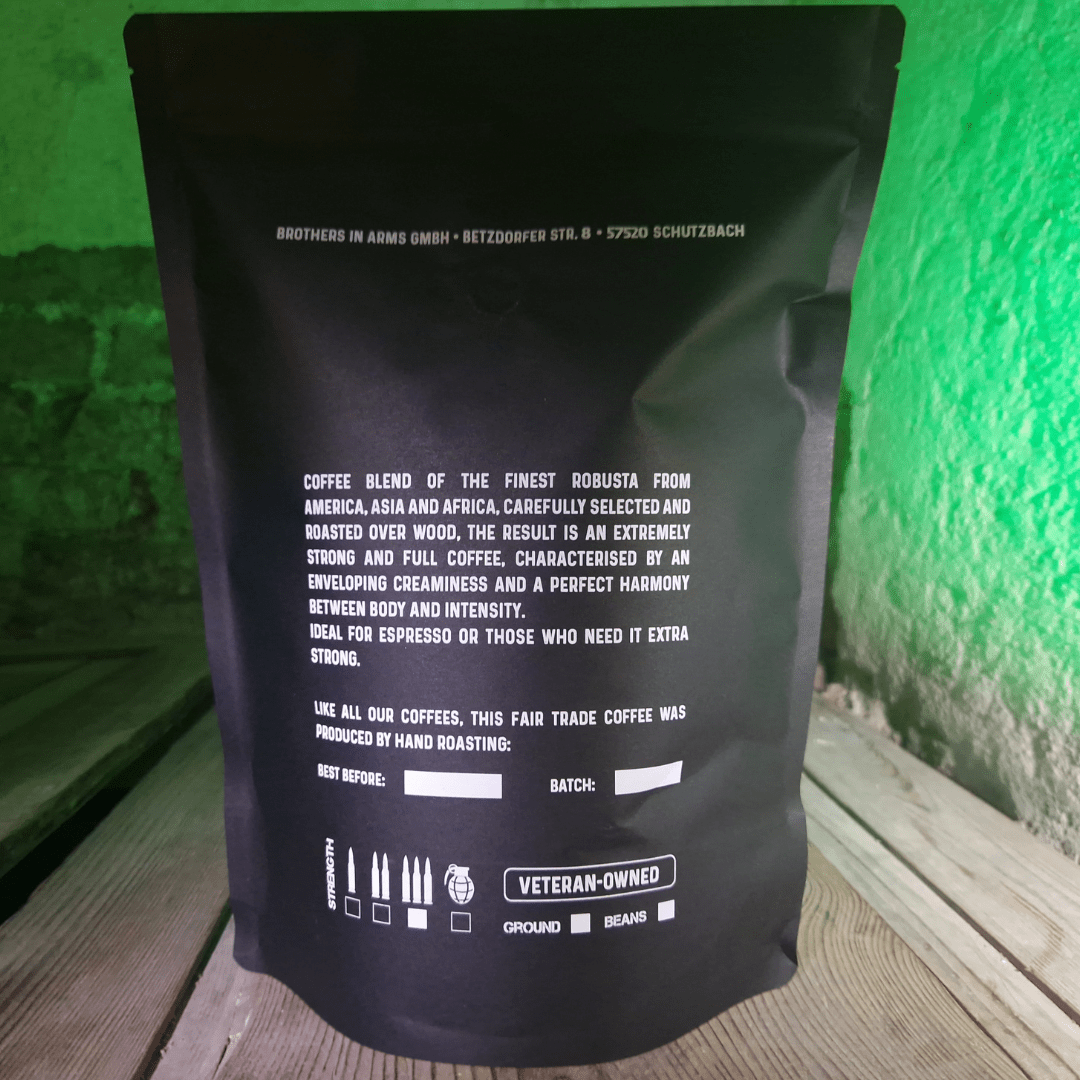 BROTHERS IN ARMS GMBH • BETZDORFER STR. 8 • 57520 SCHUTZBACH
COFFEE BLEND OF THE FINEST ROBUSTA FROM
AMERICA, ASIA AND AFRICA, CAREFULLY SELECTED AND
ROASTED OVER WOOD, THE RESULT IS AN EXTREMELY
STRONG AND FULL COFFEE, CHARACTERISED BY AN
ENVELOPING CREAMINESS AND A PERFECT HARMONY
BETWEEN BODY AND INTENSITY.
IDEAL FOR ESPRESSO OR THOSE WHO NEED IT EXTRA
STRONG.
LIKE ALL OUR COFFEES, THIS FAIR TRADE COFFEE WAS
PRODUCED BY HAND ROASTING:
BEST BEFORE: BATCH:
STRENGTH
VETERAN-OWNED
GROUND BEANS